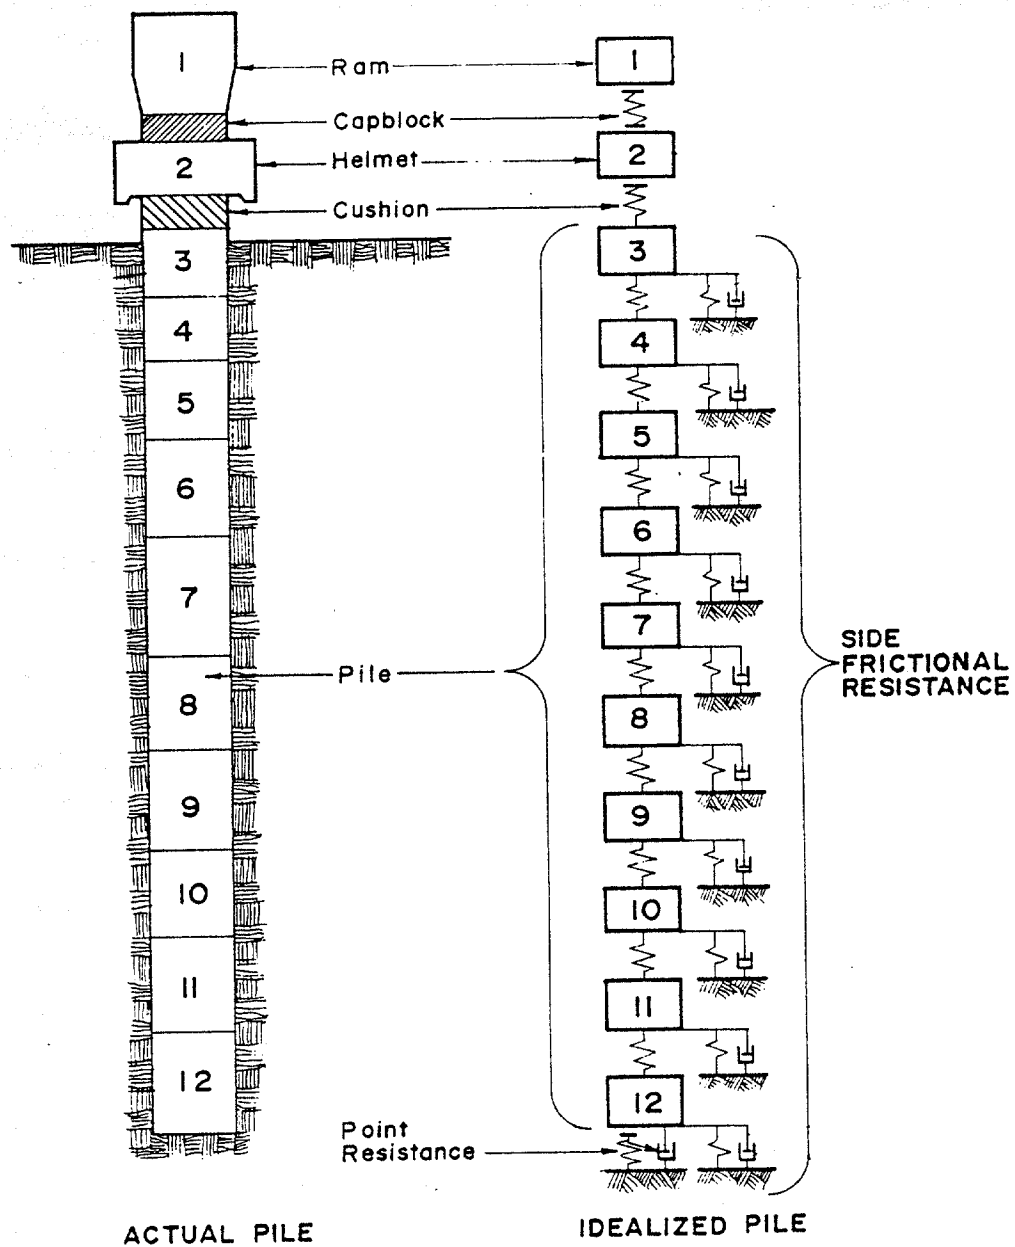 1
Ram
1
Capblock
2
Helmet
2
Cushion
3
3
4
4
5
5
6
6
7
7
SIDE
FRICTIONAL
RESISTANCE
8
Pile
8
9
9
10
10
11
11
12
12
Point
Resistance
ACTUAL PILE
IDEALIZED PILE